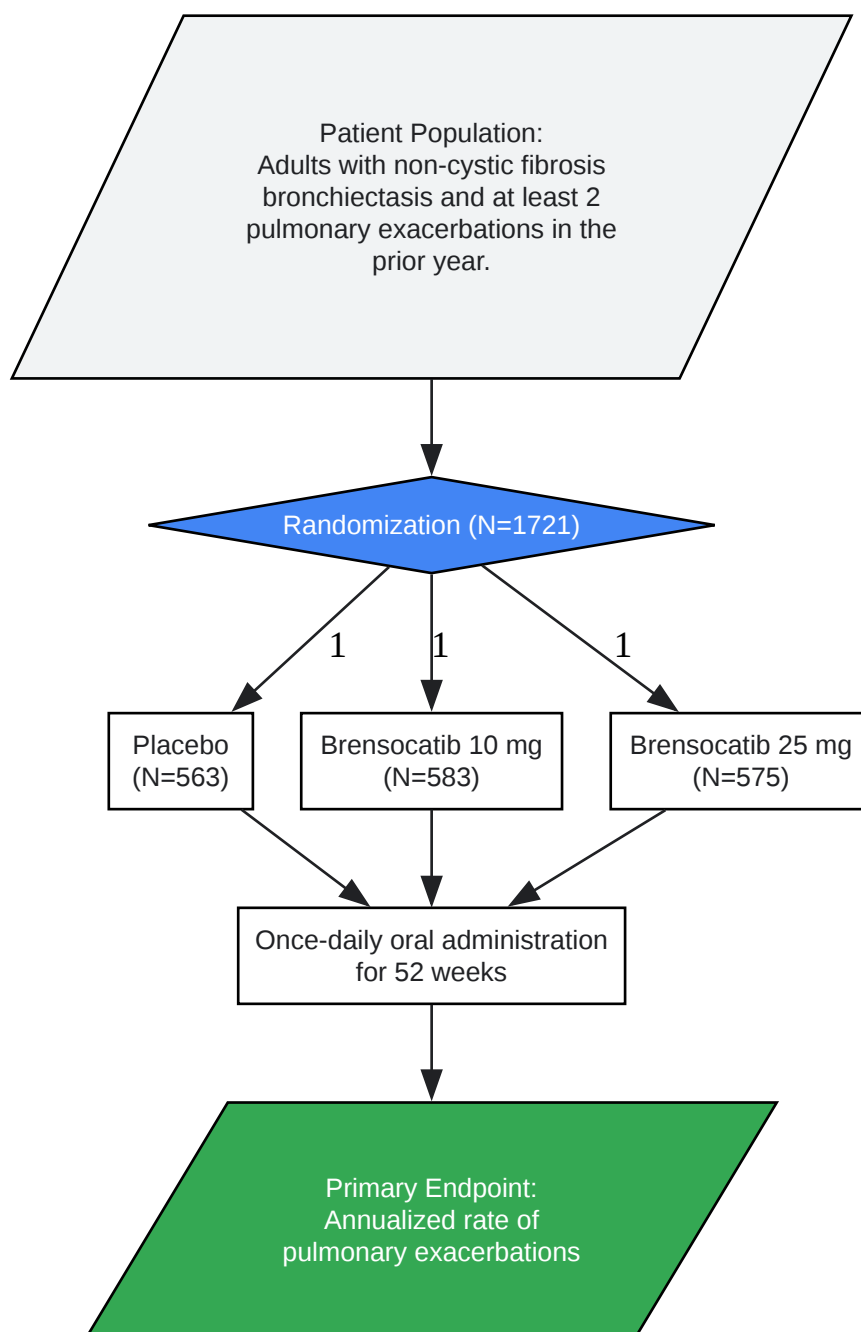 Patient Population:
Adults with non-cystic fibrosis
bronchiectasis and at least 2
pulmonary exacerbations in the
prior year.
Randomization (N=1721)
1
1
1
Placebo
(N=563)
Brensocatib 10 mg
(N=583)
Brensocatib 25 mg
(N=575)
Once-daily oral administration
for 52 weeks
Primary Endpoint:
Annualized rate of
pulmonary exacerbations